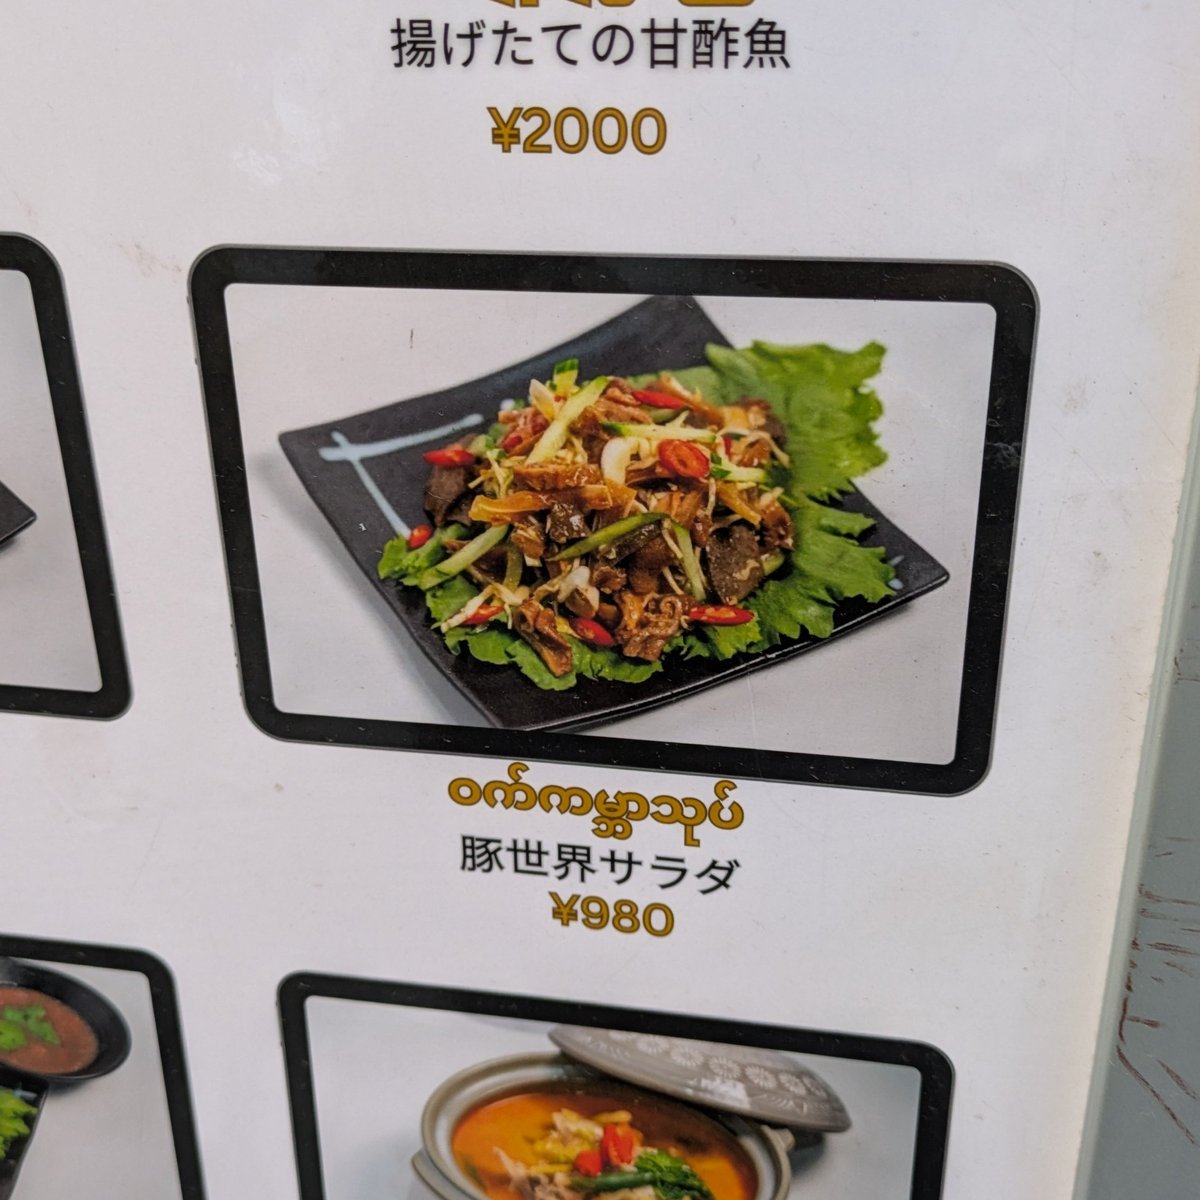 揚げたての甘酢魚
¥2000
ဝက်ကမ္ဘာသုပ်
豚世界サラダ
¥980